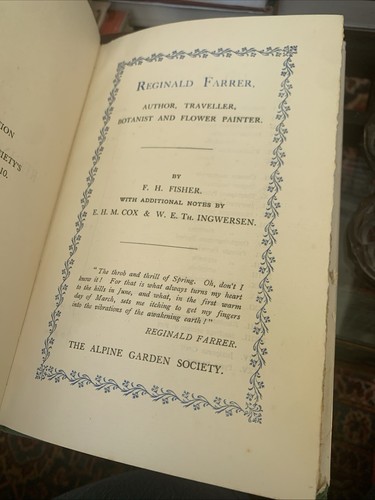 TION
CIETY'S
10.
REGINALD FARRER,
AUTHOR, TRAVELLER,
BOTANIST AND FLOWER PAINTER.
BY
F. H. FISHER.
WITH ADDITIONAL NOTES BY
E. H. M. COX & W. E. TH. INGWERSEN.
"The throb and thrill of Spring. Oh, don't I
know it! For that is what always turns my heart
to the hills in June, and what, in the first warm
day of March, sets me itching to get my fingers
into the vibrations of the awakening earth!"
REGINALD FARRER.
THE ALPINE GARDEN SOCIETY.